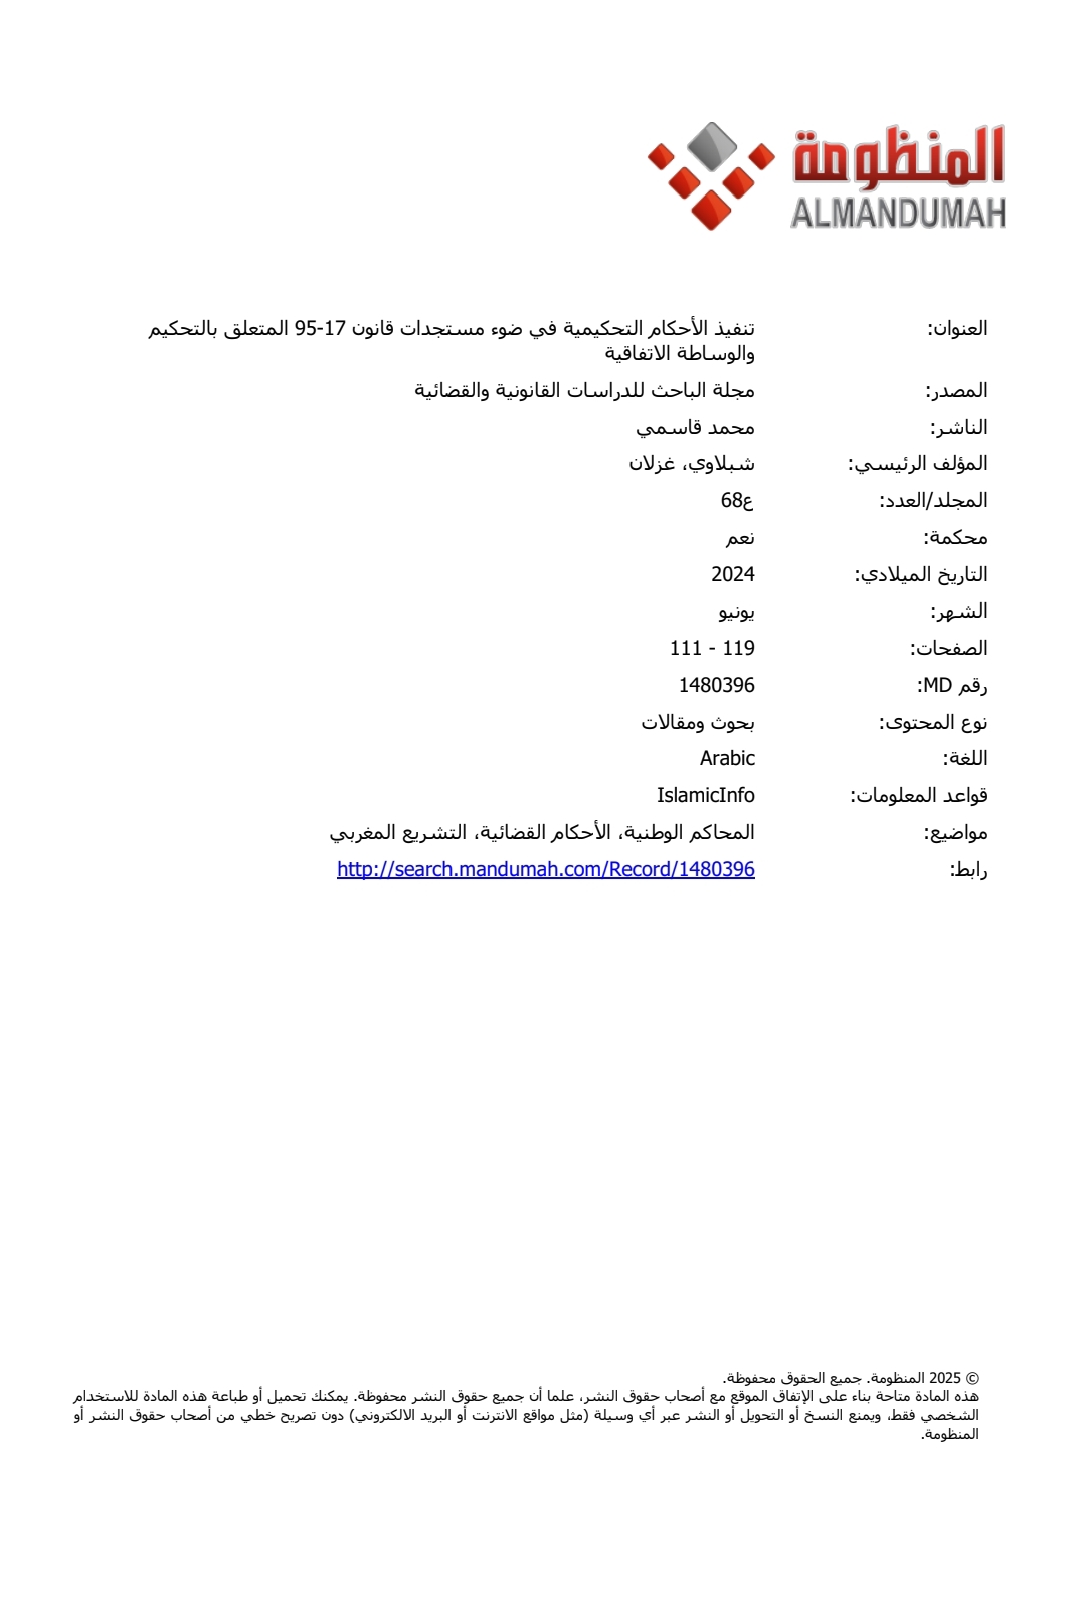 المنظومة
ALMANDUMAH
العنوان: تنفيذ الأحكام التحكيمية في ضوء مستجدات قانون 17-95 المتعلق بالتحكيم
والوساطة الاتفاقية
المصدر: مجلة الباحث للدراسات القانونية والقضائية
الناشر: محمد قاسمي
المؤلف الرئيسي: شبلاوي، غزلان
المجلد/العدد: ع68
محكمة: نعم
التاريخ الميلادي: 2024
الشهر: يونيو
الصفحات: 111 - 119
رقم MD: 1480396
نوع المحتوى: بحوث ومقالات
اللغة: Arabic
قواعد المعلومات: IslamicInfo
مواضيع: المحاكم الوطنية، الأحكام القضائية، التشريع المغربي
رابط: http://search.mandumah.com/Record/1480396
© 2025 المنظومة. جميع الحقوق محفوظة.
هذه المادة متاحة بناء على الإتفاق الموقع مع أصحاب حقوق النشر، علما أن جميع حقوق النشر محفوظة. يمكنك تحميل أو طباعة هذه المادة للاستخدام
الشخصي فقط، ويمنع النسخ أو التحويل أو النشر عبر أي وسيلة (مثل مواقع الانترنت أو البريد الالكتروني) دون تصريح خطي من أصحاب حقوق النشر أو
المنظومة.